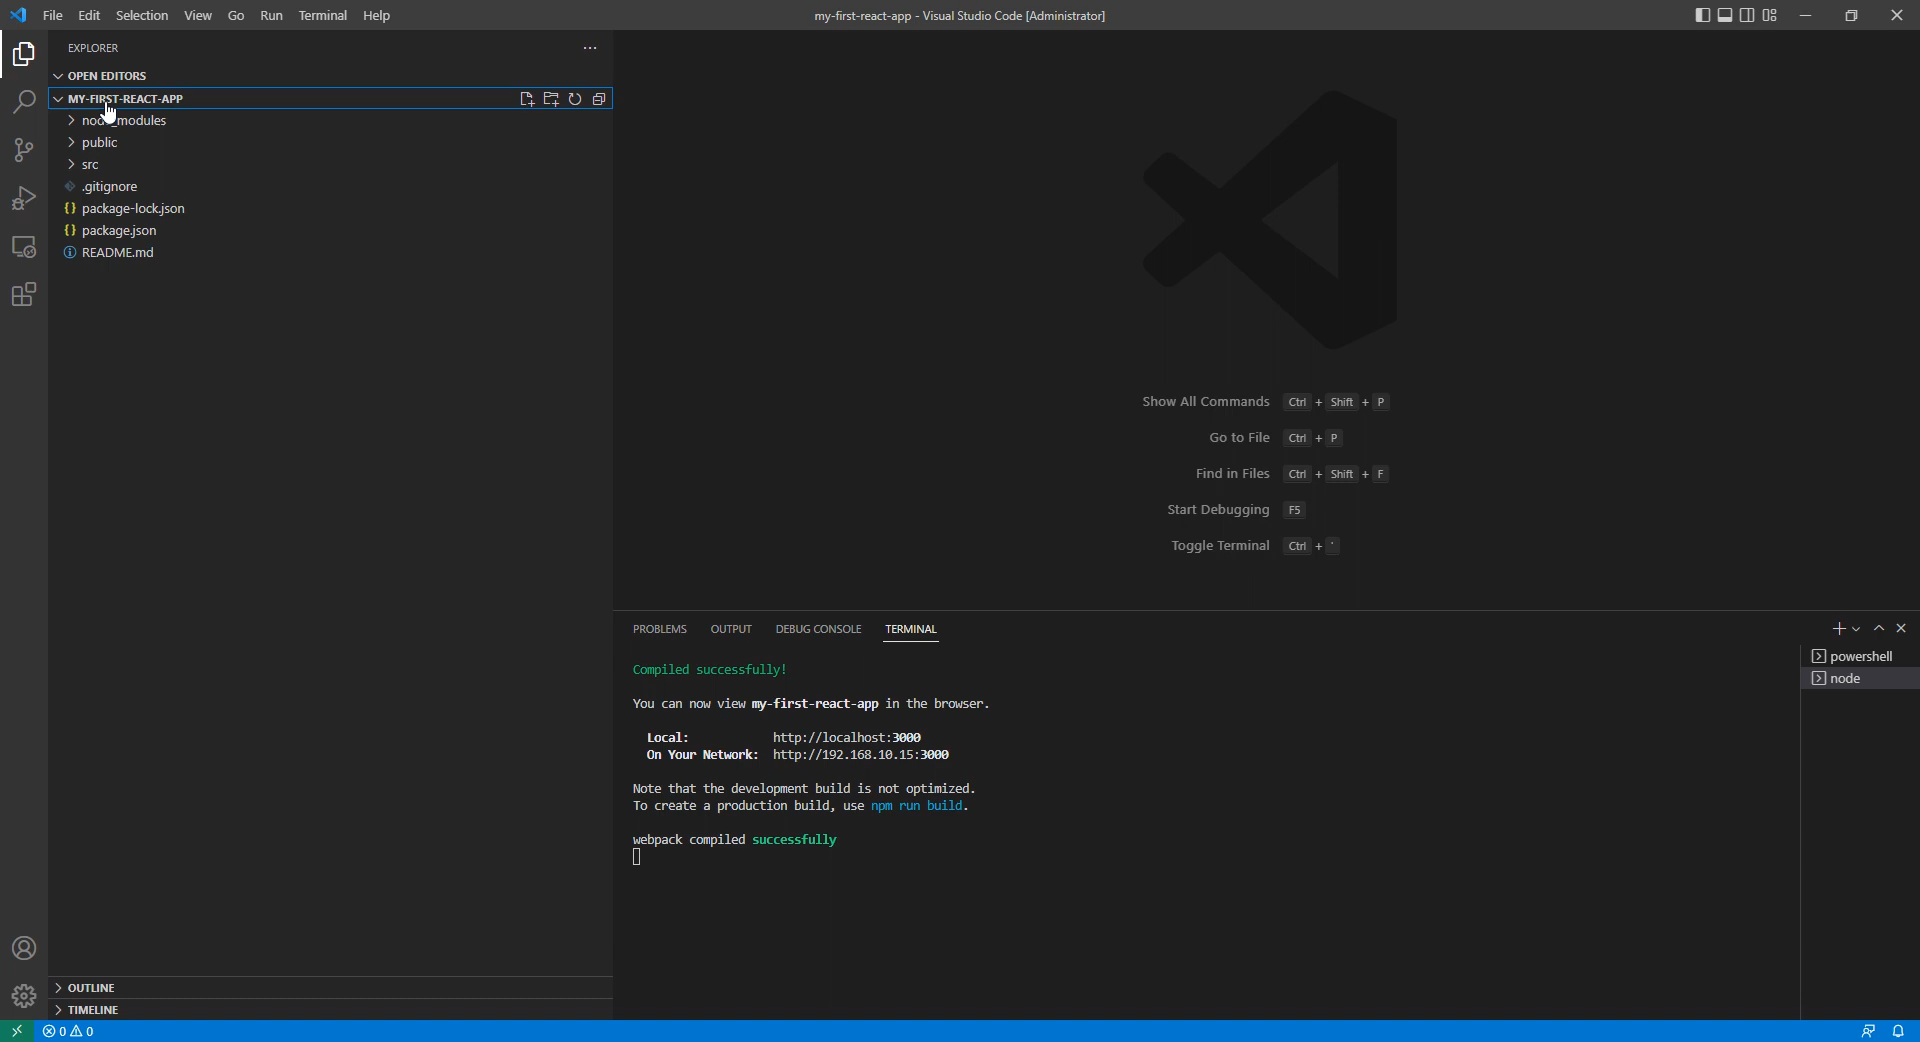 File Edit Selection View Go Run Terminal Help
my-first-react-app - Visual Studio Code [Administrator]
EXPLORER
OPEN EDITORS
MY-FIRST-REACT-APP
node_modules
public
src
.gitignore
package-lock.json
package.json
README.md
OUTLINE
TIMELINE
Show All Commands Ctrl + Shift + P
Go to File Ctrl + P
Find in Files Ctrl + Shift + F
Start Debugging F5
Toggle Terminal Ctrl + `
PROBLEMS OUTPUT DEBUG CONSOLE TERMINAL
Compiled successfully!
You can now view my-first-react-app in the browser.
Local: http://localhost:3000
On Your Network: http://192.168.10.15:3000
Note that the development build is not optimized.
To create a production build, use npm run build.
webpack compiled successfully
powershell
node
0 0